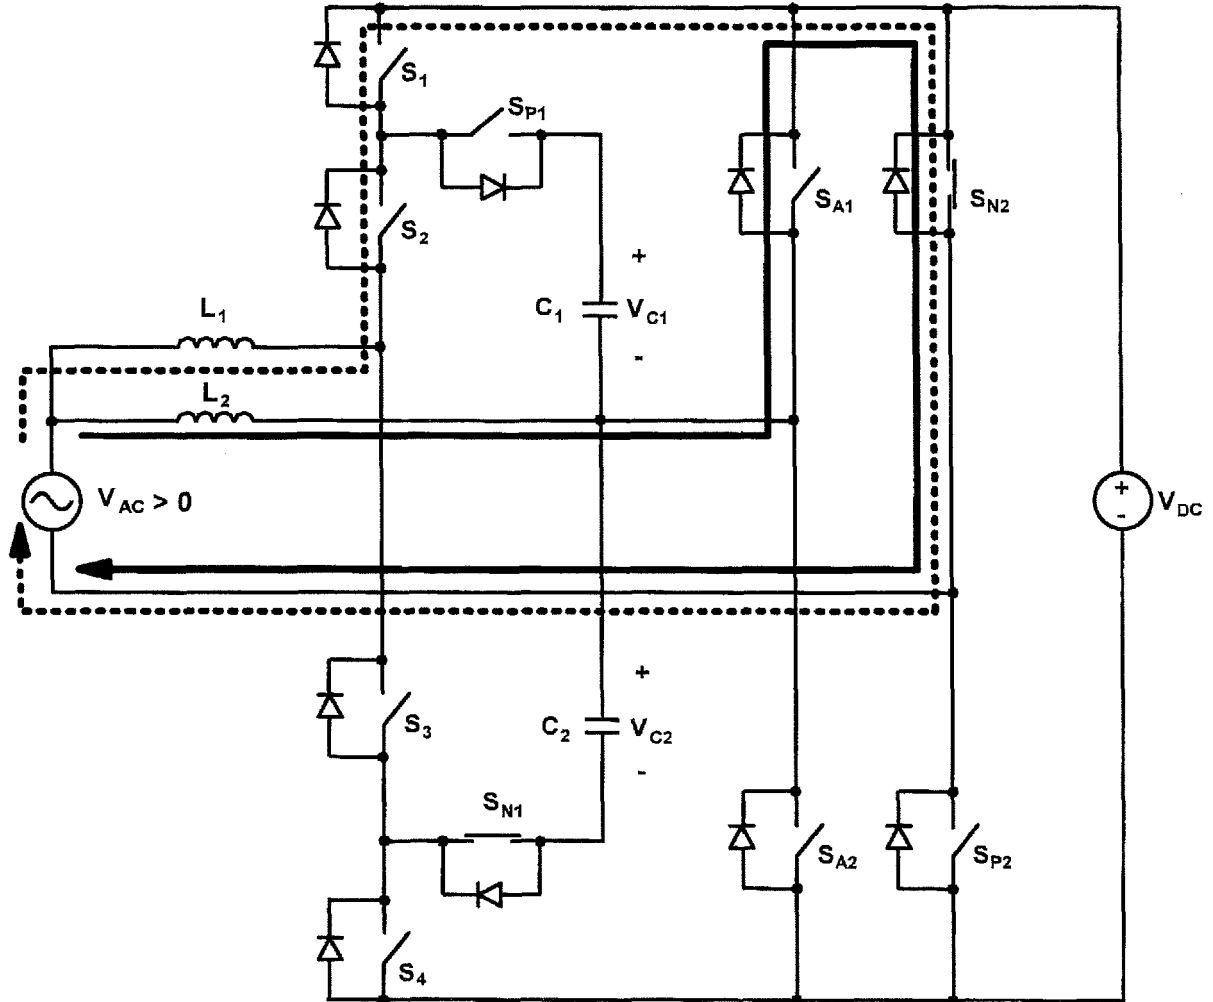 S1
SP1
SA1
SN2
S2
+
C1 VC1
-
L1
L2
VAC > 0
+
-
VDC
+
C2 VC2
-
S3
SN1
SA2
SP2
S4